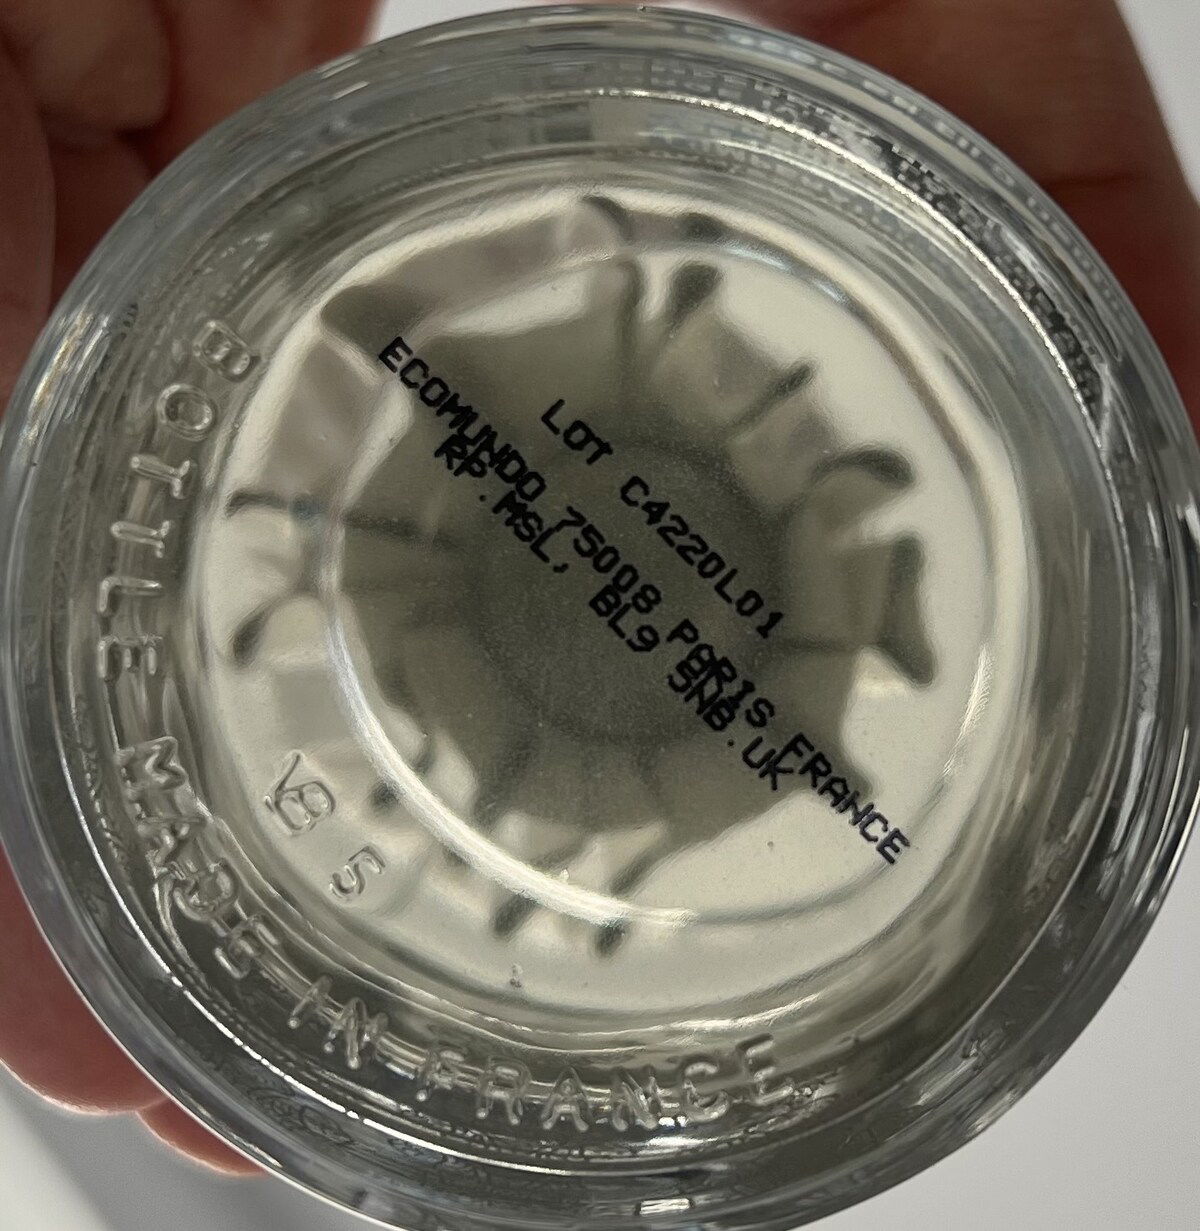 LOT C4220L01
ECOMUNDO 75008 PARIS FRANCE
RP.MSL, BL9 5NB.UK
BOTTLE MADE IN FRANCE